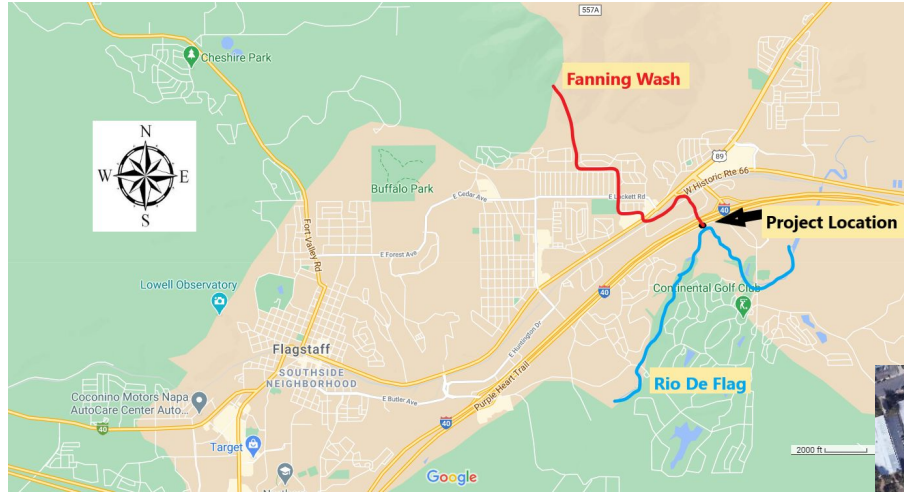 557A
Cheshire Park
Fanning Wash
N
W
E
S
89
W Historic Rte 66
Buffalo Park
E Cedar Ave
E Lockett Rd
40
Project Location
Fort Valley Rd
E Forest Ave
Lowell Observatory
40
Continental Golf Club
E Huntington Dr
Flagstaff
SOUTHSIDE
NEIGHBORHOOD
Purple Heart Trail
Rio De Flag
Coconino Motors Napa
AutoCare Center Auto...
E Butler Ave
40
40
Target
2000 ft
Google